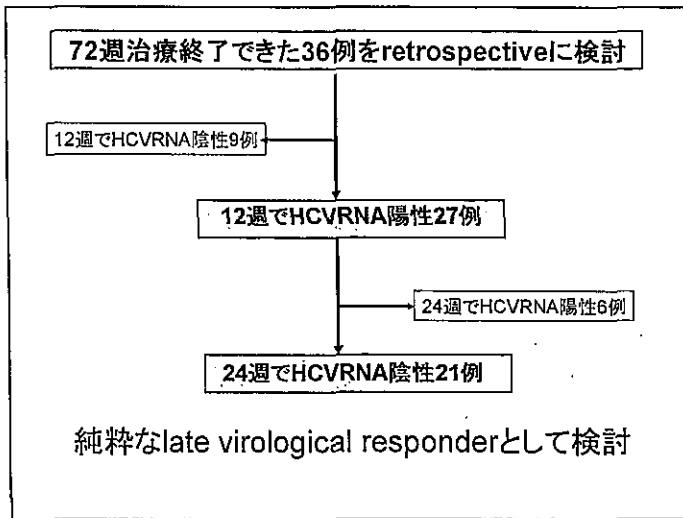 72週治療終了できた36例をretrospectiveに検討
12週でHCVRNA陰性9例
12週でHCVRNA陽性27例
24週でHCVRNA陽性6例
24週でHCVRNA陰性21例
純粋なlate virological responderとして検討